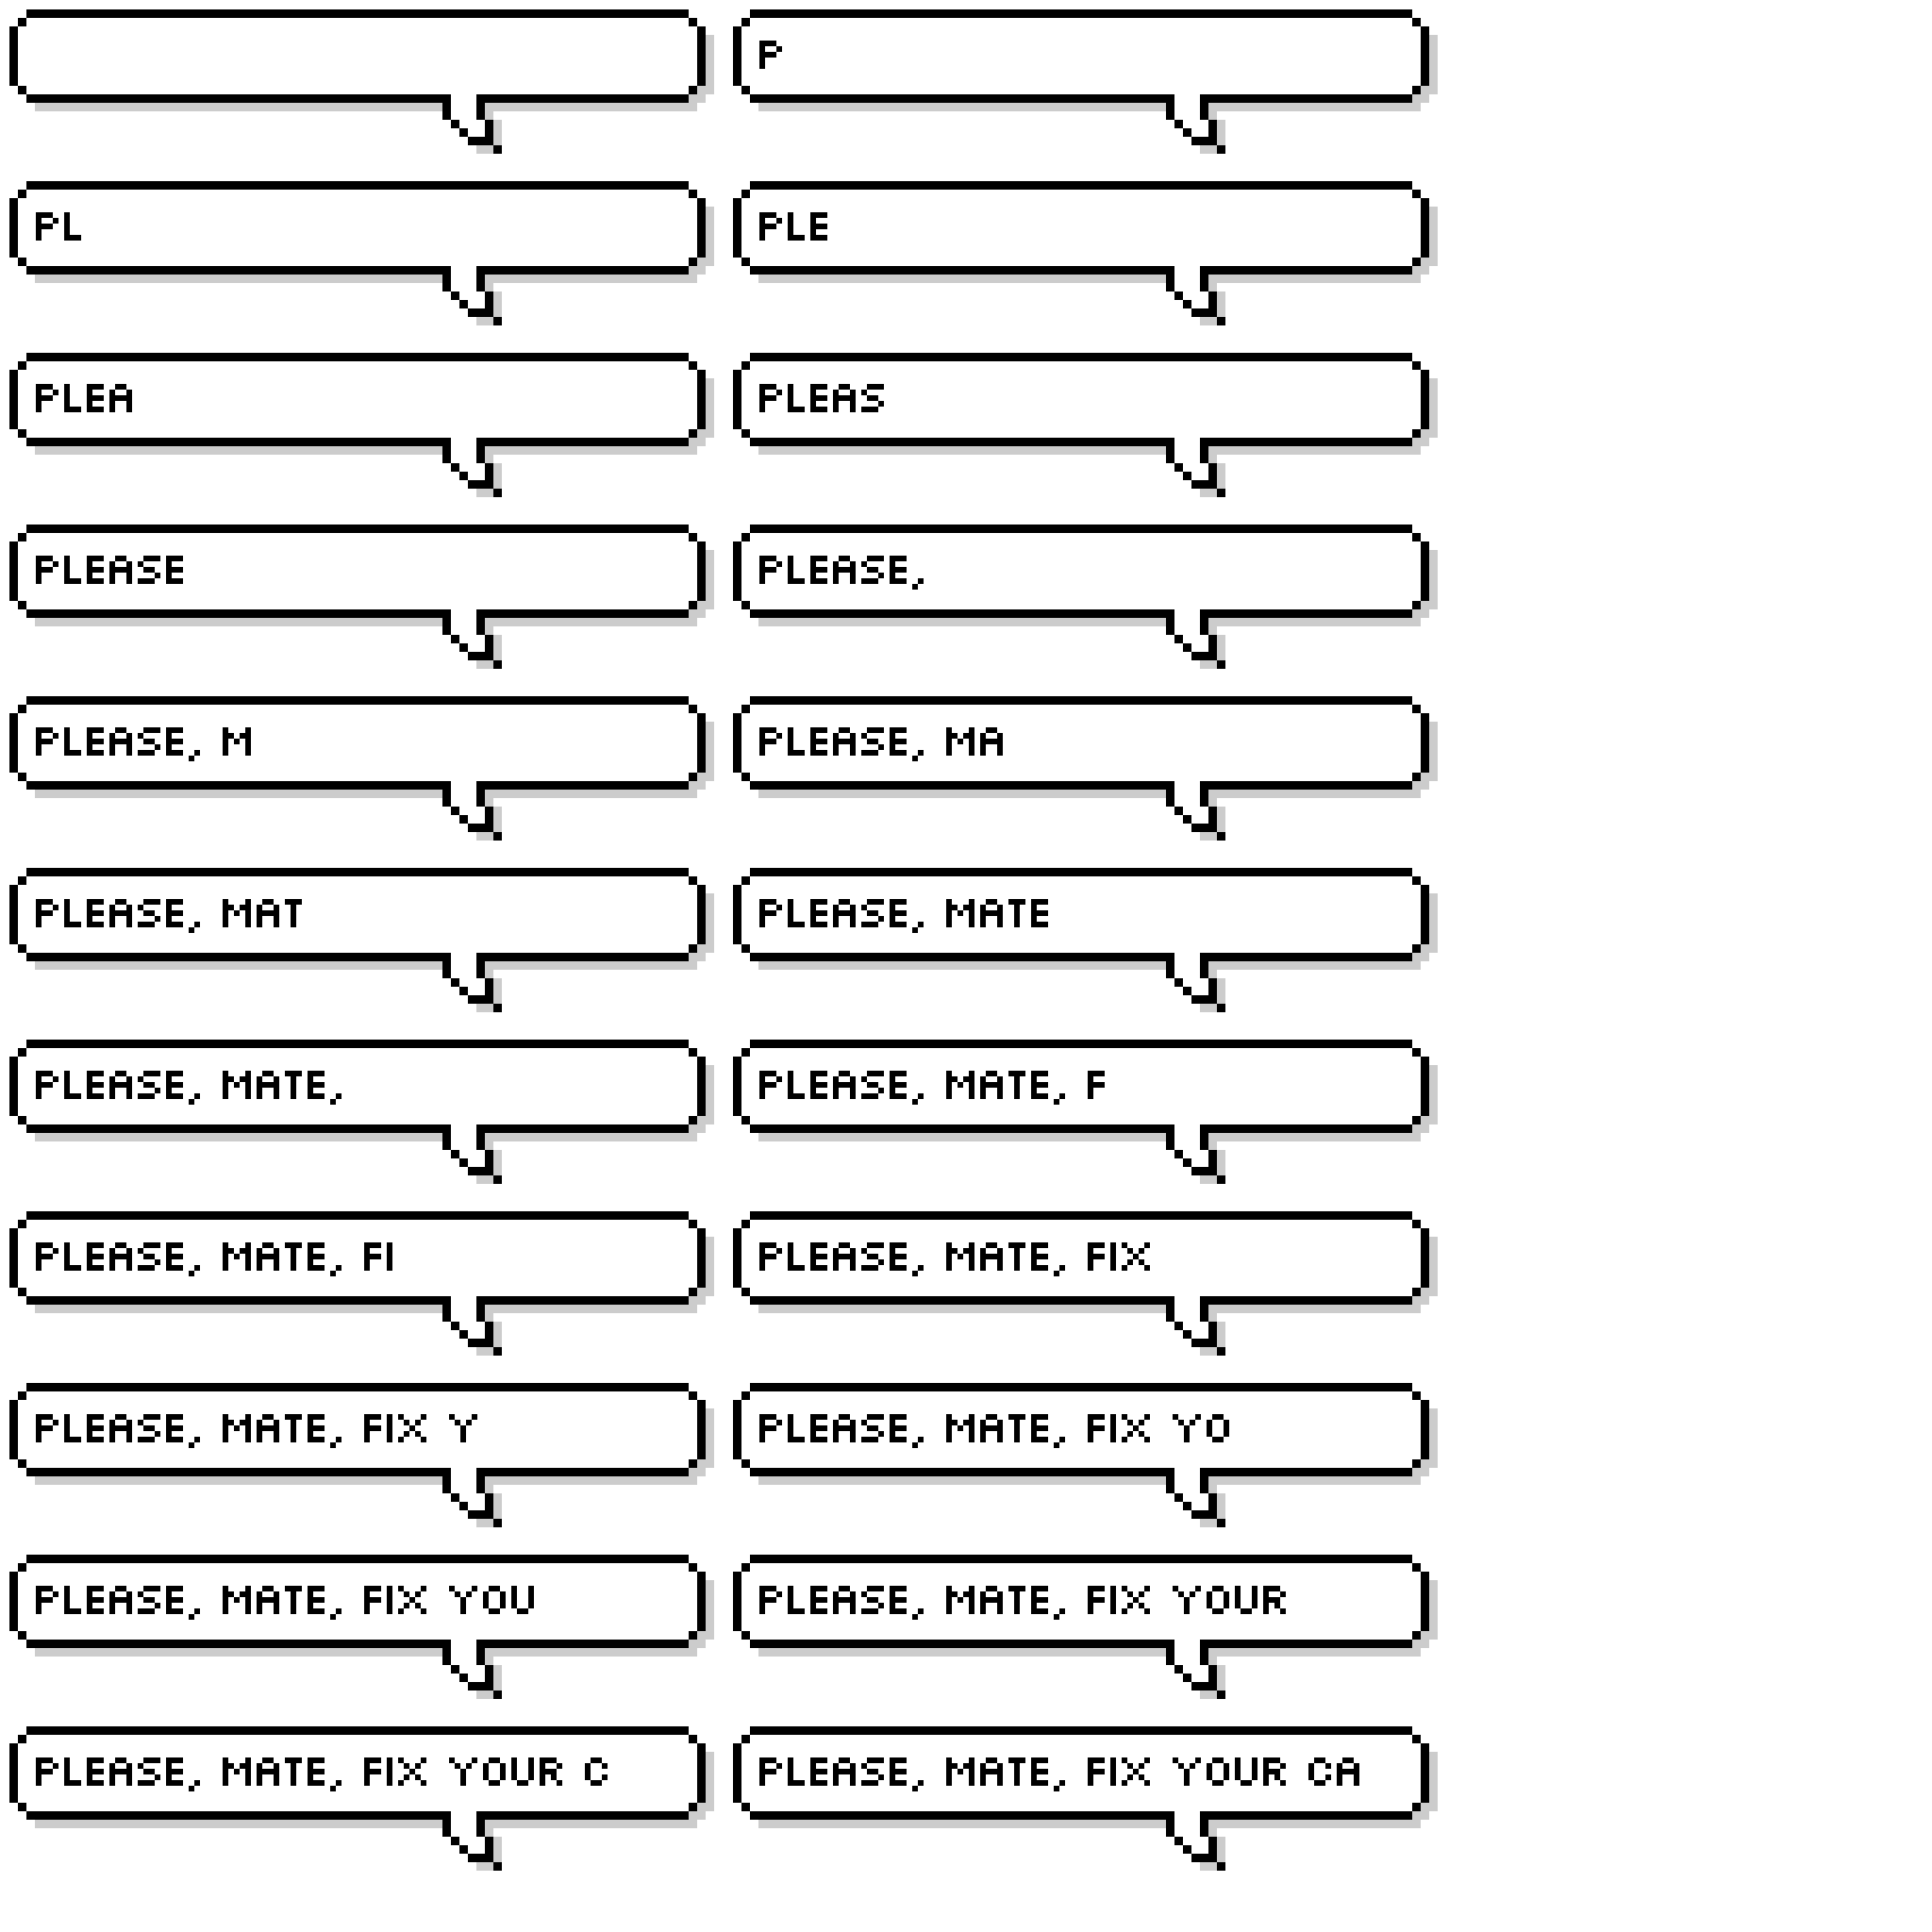 P
PL
PLE
PLEA
PLEAS
PLEASE
PLEASE,
PLEASE, M
PLEASE, MA
PLEASE, MAT
PLEASE, MATE
PLEASE, MATE,
PLEASE, MATE, F
PLEASE, MATE, FI
PLEASE, MATE, FIX
PLEASE, MATE, FIX Y
PLEASE, MATE, FIX YO
PLEASE, MATE, FIX YOU
PLEASE, MATE, FIX YOUR
PLEASE, MATE, FIX YOUR C
PLEASE, MATE, FIX YOUR CA